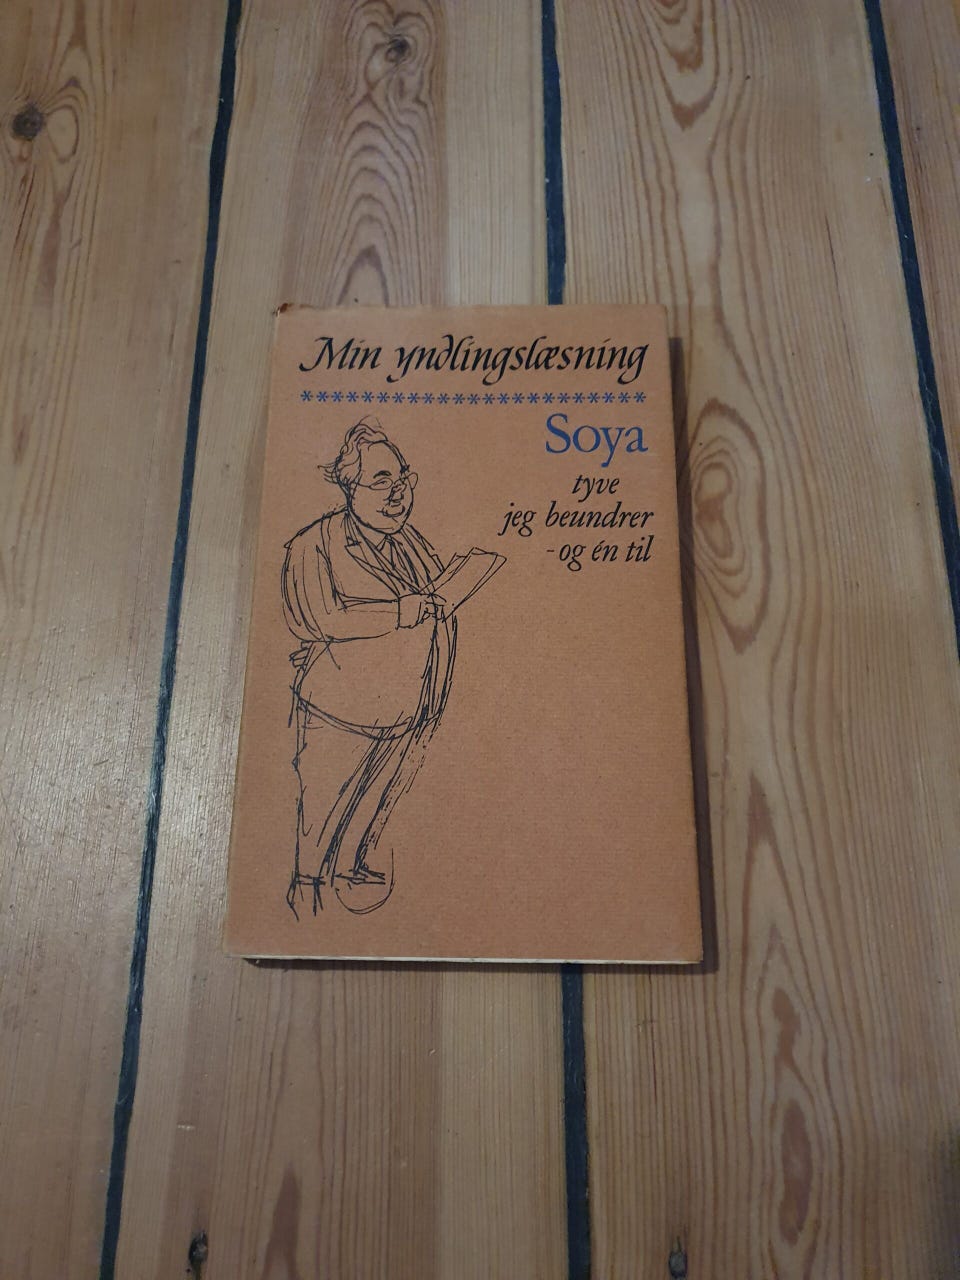 Min yndlingslæsning
***********************
Soya
tyve
jeg beundrer
- og én til